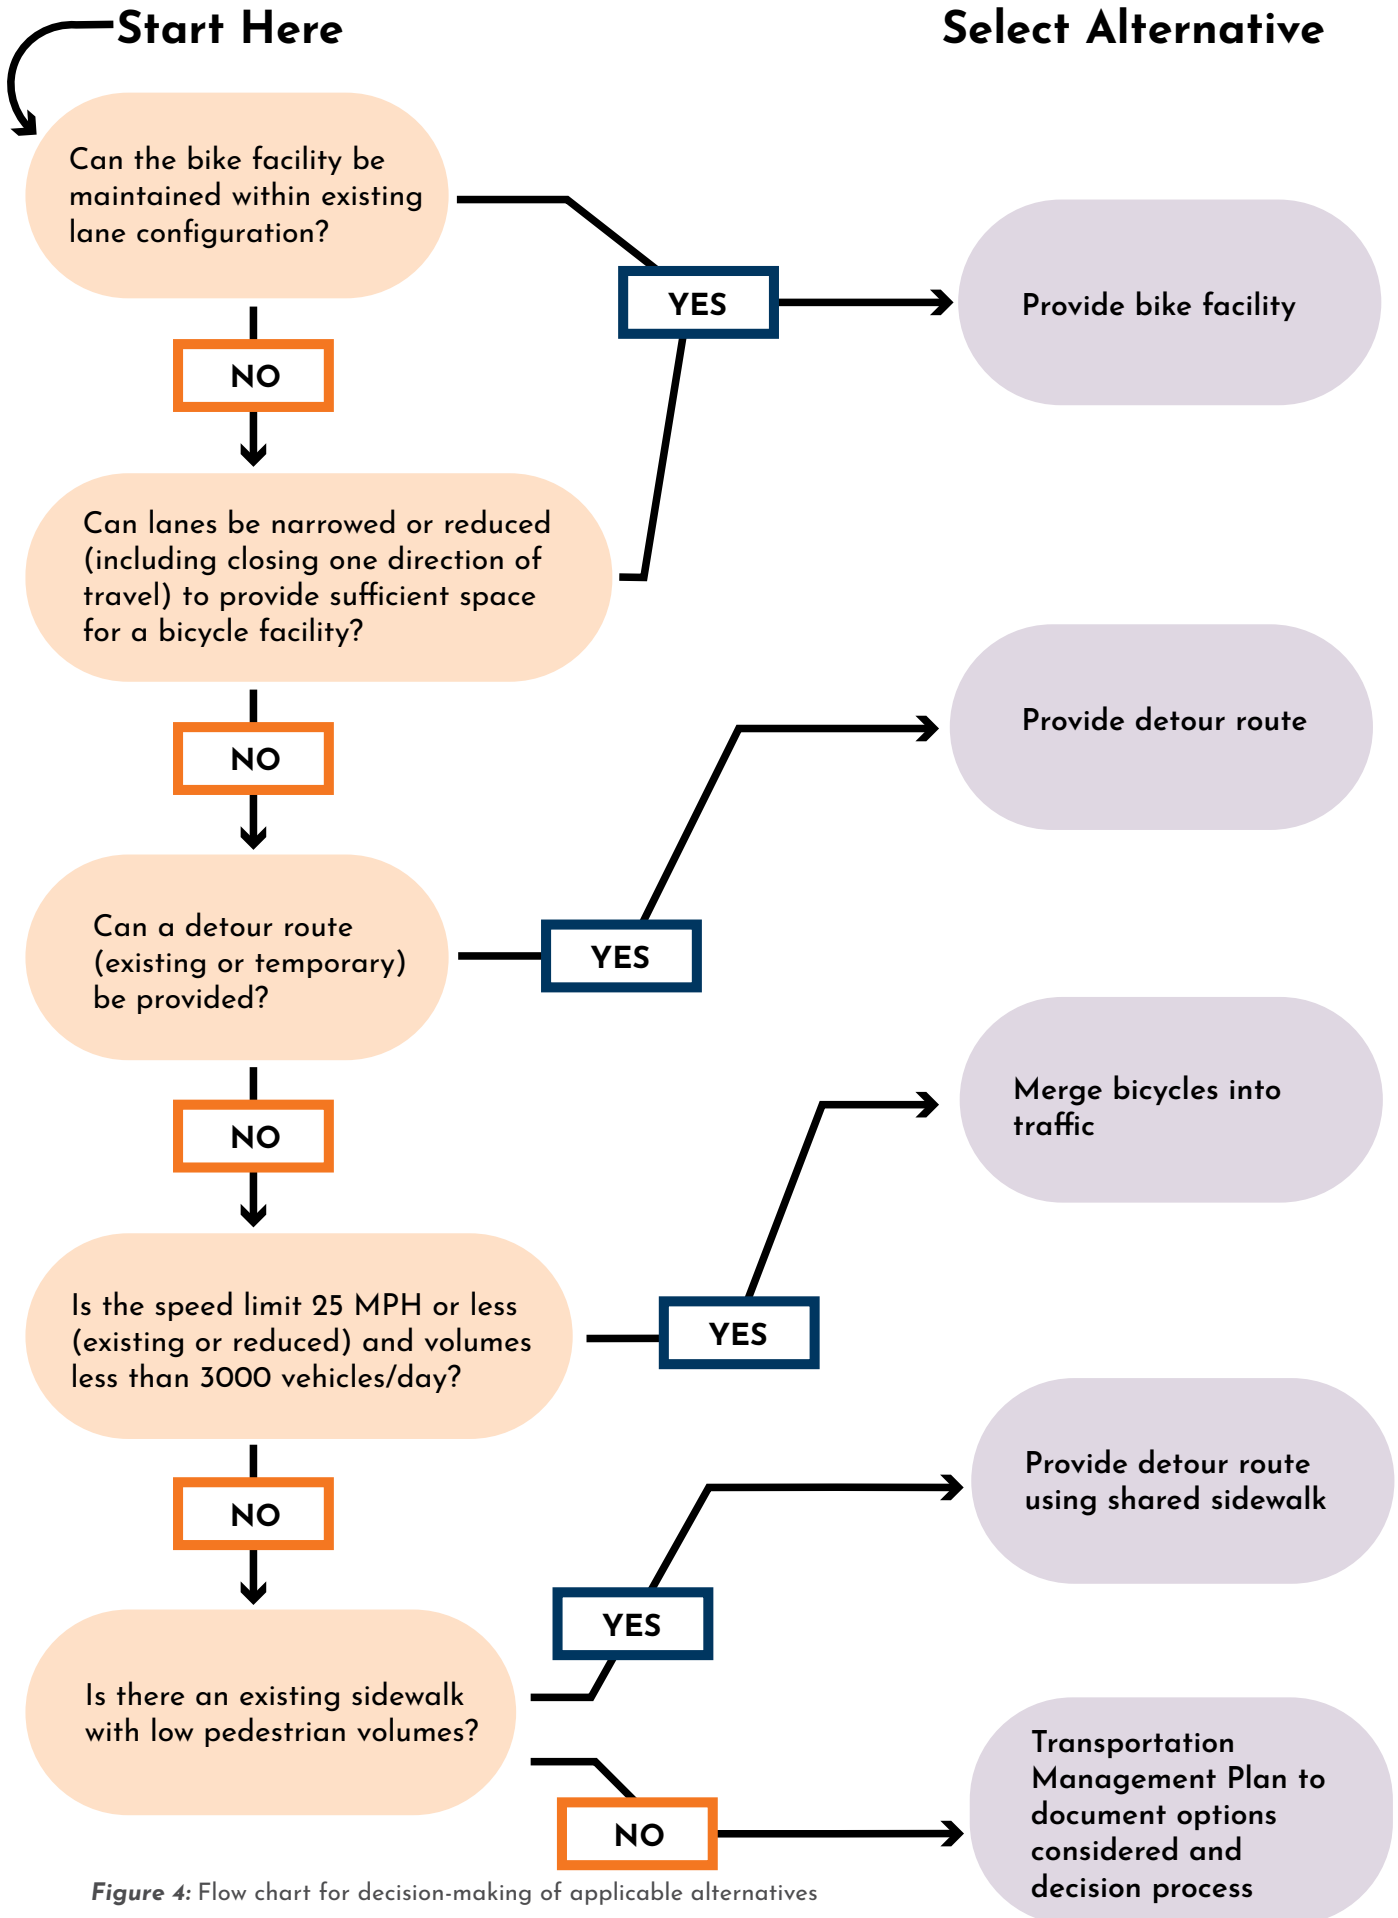 Start Here
Select Alternative
Can the bike facility be
maintained within existing
lane configuration?
YES
Provide bike facility
NO
Can lanes be narrowed or reduced
(including closing one direction of
travel) to provide sufficient space
for a bicycle facility?
NO
Provide detour route
Can a detour route
(existing or temporary)
be provided?
YES
NO
Merge bicycles into
traffic
Is the speed limit 25 MPH or less
(existing or reduced) and volumes
less than 3000 vehicles/day?
YES
NO
Provide detour route
using shared sidewalk
YES
Is there an existing sidewalk
with low pedestrian volumes?
NO
Transportation
Management Plan to
document options
considered and
decision process
Figure 4: Flow chart for decision-making of applicable alternatives